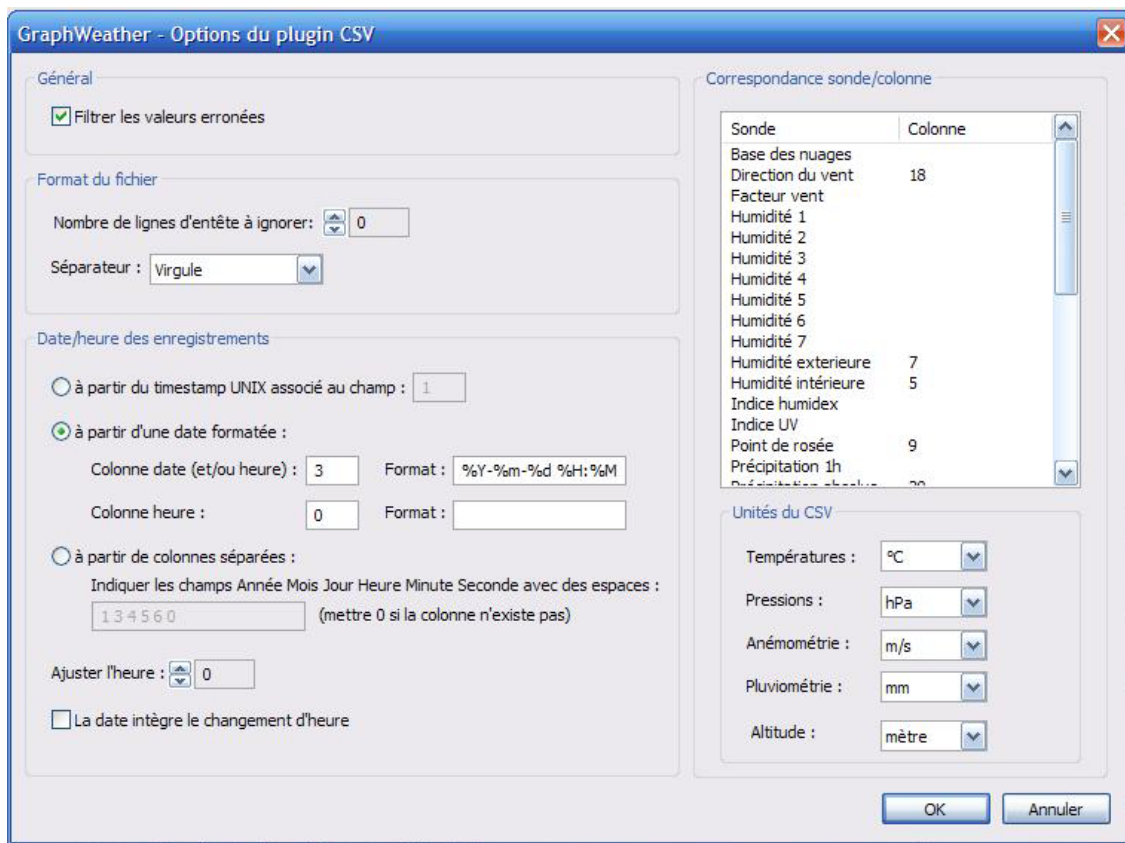 GraphWeather - Options du plugin CSV
Général
Filtrer les valeurs erronées
Format du fichier
Nombre de lignes d'entête à ignorer: 0
Séparateur : Virgule
Date/heure des enregistrements
à partir du timestamp UNIX associé au champ : 1
à partir d'une date formatée :
Colonne date (et/ou heure) : 3 Format : %Y-%m-%d %H:%M
Colonne heure : 0 Format :
à partir de colonnes séparées :
Indiquer les champs Année Mois Jour Heure Minute Seconde avec des espaces :
1 3 4 5 6 0 (mettre 0 si la colonne n'existe pas)
Ajuster l'heure : 0
La date intègre le changement d'heure
Correspondance sonde/colonne
Sonde Colonne
Base des nuages
Direction du vent 18
Facteur vent
Humidité 1
Humidité 2
Humidité 3
Humidité 4
Humidité 5
Humidité 6
Humidité 7
Humidité exterieure 7
Humidité intérieure 5
Indice humidex
Indice UV
Point de rosée 9
Précipitation 1h
Précipitation absolue 20
Unités du CSV
Températures : °C
Pressions : hPa
Anémométrie : m/s
Pluviométrie : mm
Altitude : mètre
OK Annuler